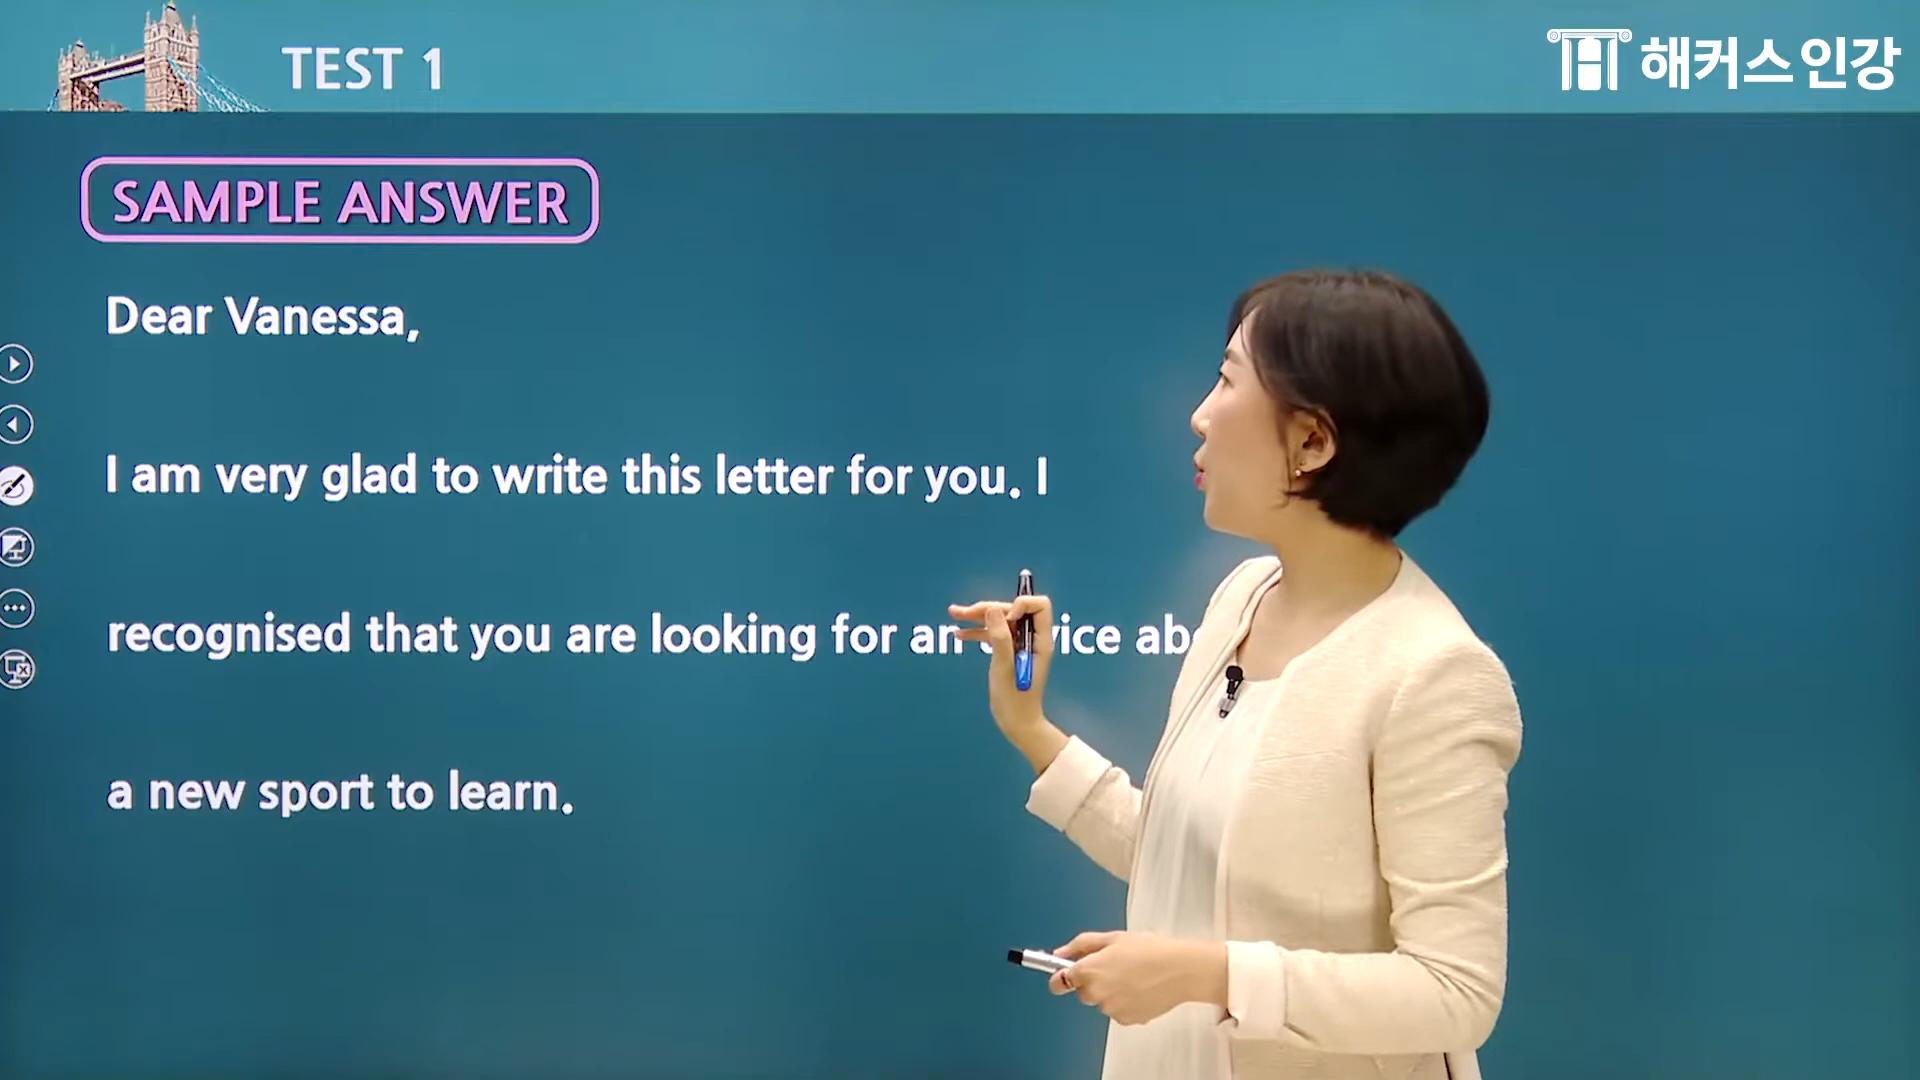 TEST 1
해커스인강
SAMPLE ANSWER
Dear Vanessa,
I am very glad to write this letter for you. I
recognised that you are looking for an
a new sport to learn.